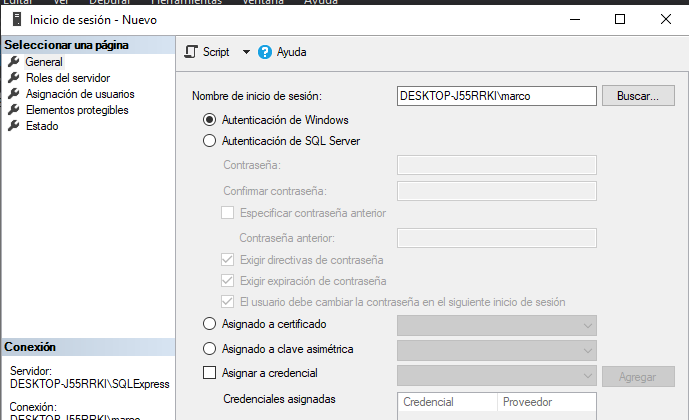 Editar Ver Depurar Herramientas Ventana Ayuda
Inicio de sesión - Nuevo
Seleccionar una página
General
Roles del servidor
Asignación de usuarios
Elementos protegibles
Estado
Script Ayuda
Nombre de inicio de sesión: DESKTOP-J55RRKI\marco Buscar...
Autenticación de Windows
Autenticación de SQL Server
Contraseña:
Confirmar contraseña:
Especificar contraseña anterior
Contraseña anterior:
Exigir directivas de contraseña
Exigir expiración de contraseña
El usuario debe cambiar la contraseña en el siguiente inicio de sesión
Asignado a certificado
Asignado a clave asimétrica
Asignar a credencial Agregar
Credenciales asignadas Credencial Proveedor
Conexión
Servidor:
DESKTOP-J55RRKI\SQLExpress
Conexión:
DESKTOP-J55RRKI\marco